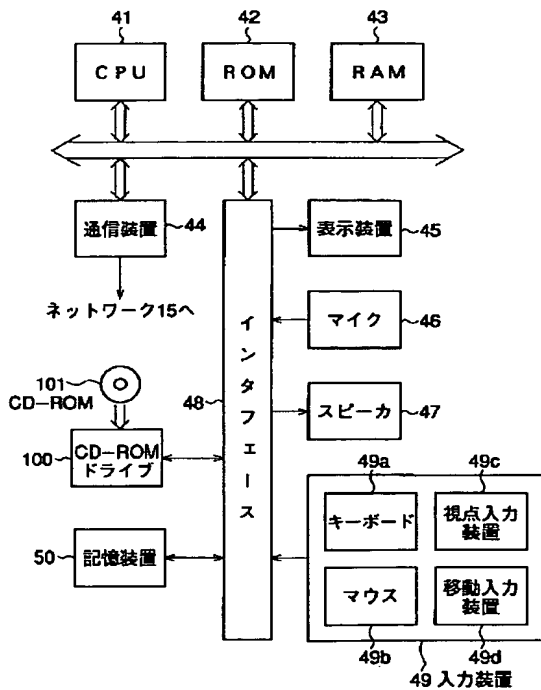 41
42
43
CPU
ROM
RAM
通信装置
44
表示装置
45
ネットワーク15へ
マイク
46
インタフェース
48
101
CD-ROM
スピーカ
47
100
CD-ROM
ドライブ
49a
49c
キーボード
視点入力
装置
50
記憶装置
マウス
移動入力
装置
49b
49d
49 入力装置